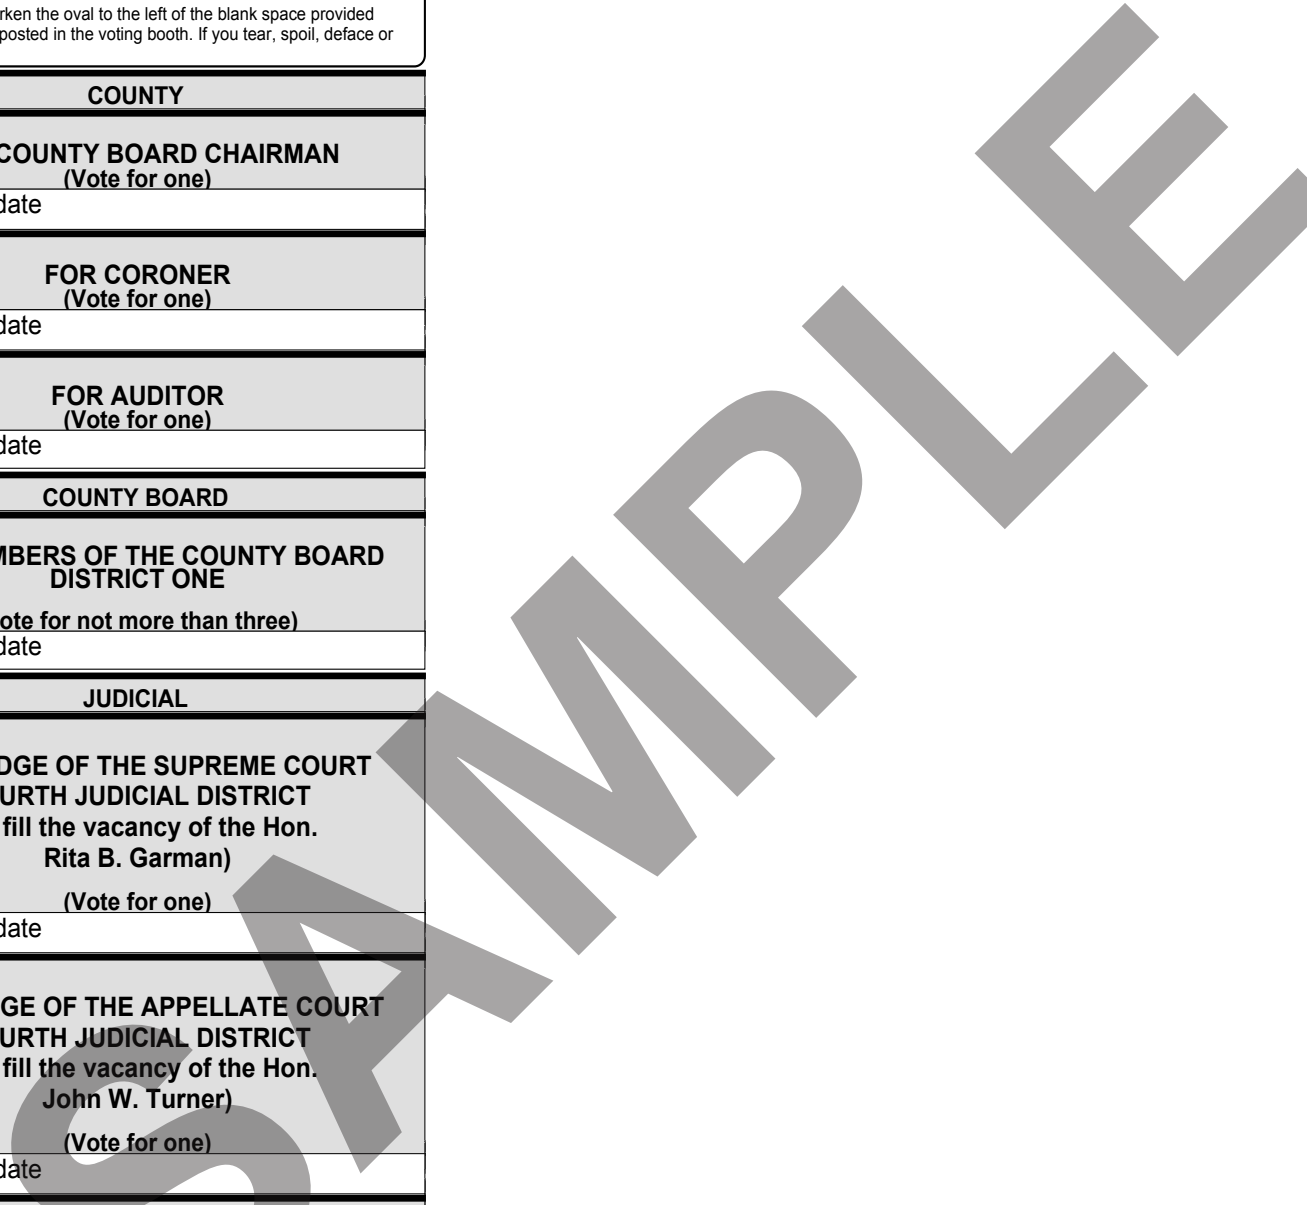 rken the oval to the left of the blank space provided
posted in the voting booth. If you tear, spoil, deface or
COUNTY
COUNTY BOARD CHAIRMAN
(Vote for one)
date
FOR CORONER
(Vote for one)
date
FOR AUDITOR
(Vote for one)
date
COUNTY BOARD
MBERS OF THE COUNTY BOARD
DISTRICT ONE
ote for not more than three)
date
JUDICIAL
DGE OF THE SUPREME COURT
URTH JUDICIAL DISTRICT
fill the vacancy of the Hon.
Rita B. Garman)
(Vote for one)
date
GE OF THE APPELLATE COURT
URTH JUDICIAL DISTRICT
fill the vacancy of the Hon.
John W. Turner)
(Vote for one)
date
SAMPLE